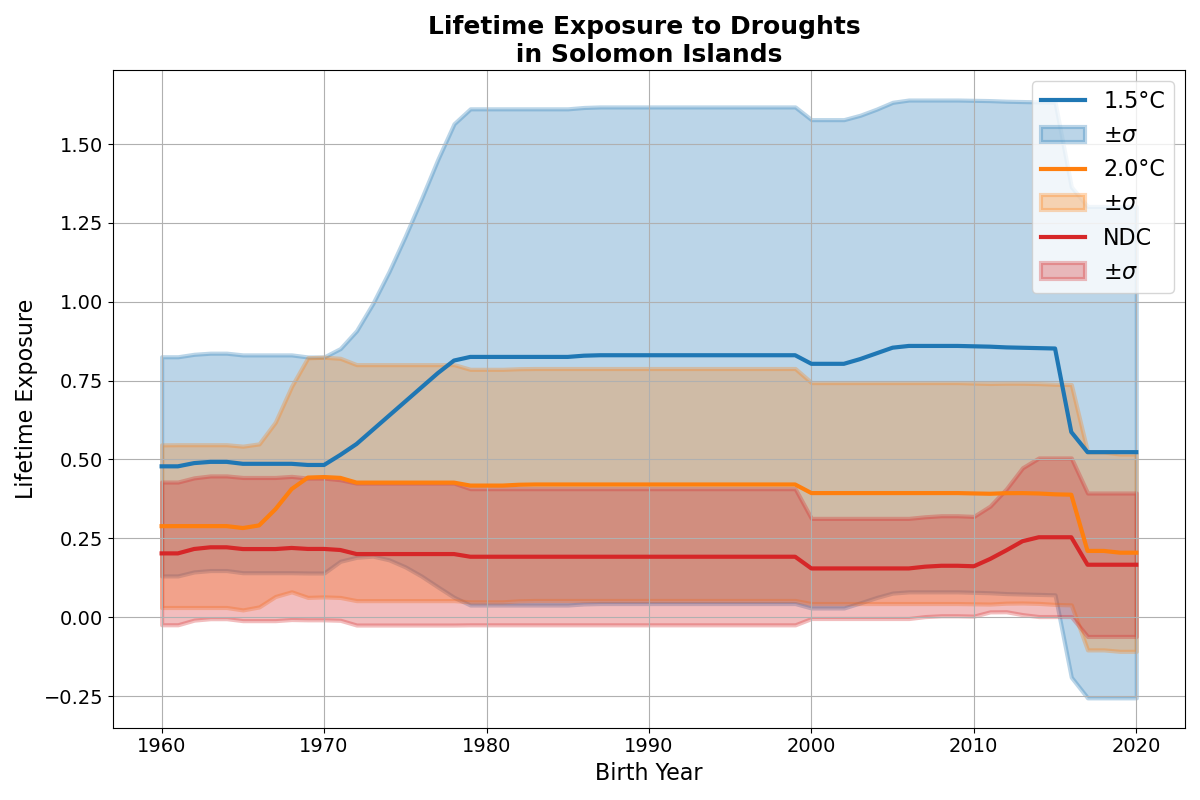 Lifetime Exposure to Droughts
in Solomon Islands
1.5°C
±σ
2.0°C
±σ
NDC
±σ
Lifetime Exposure
1.50
1.25
1.00
0.75
0.50
0.25
0.00
−0.25
1960
1970
1980
1990
2000
2010
2020
Birth Year